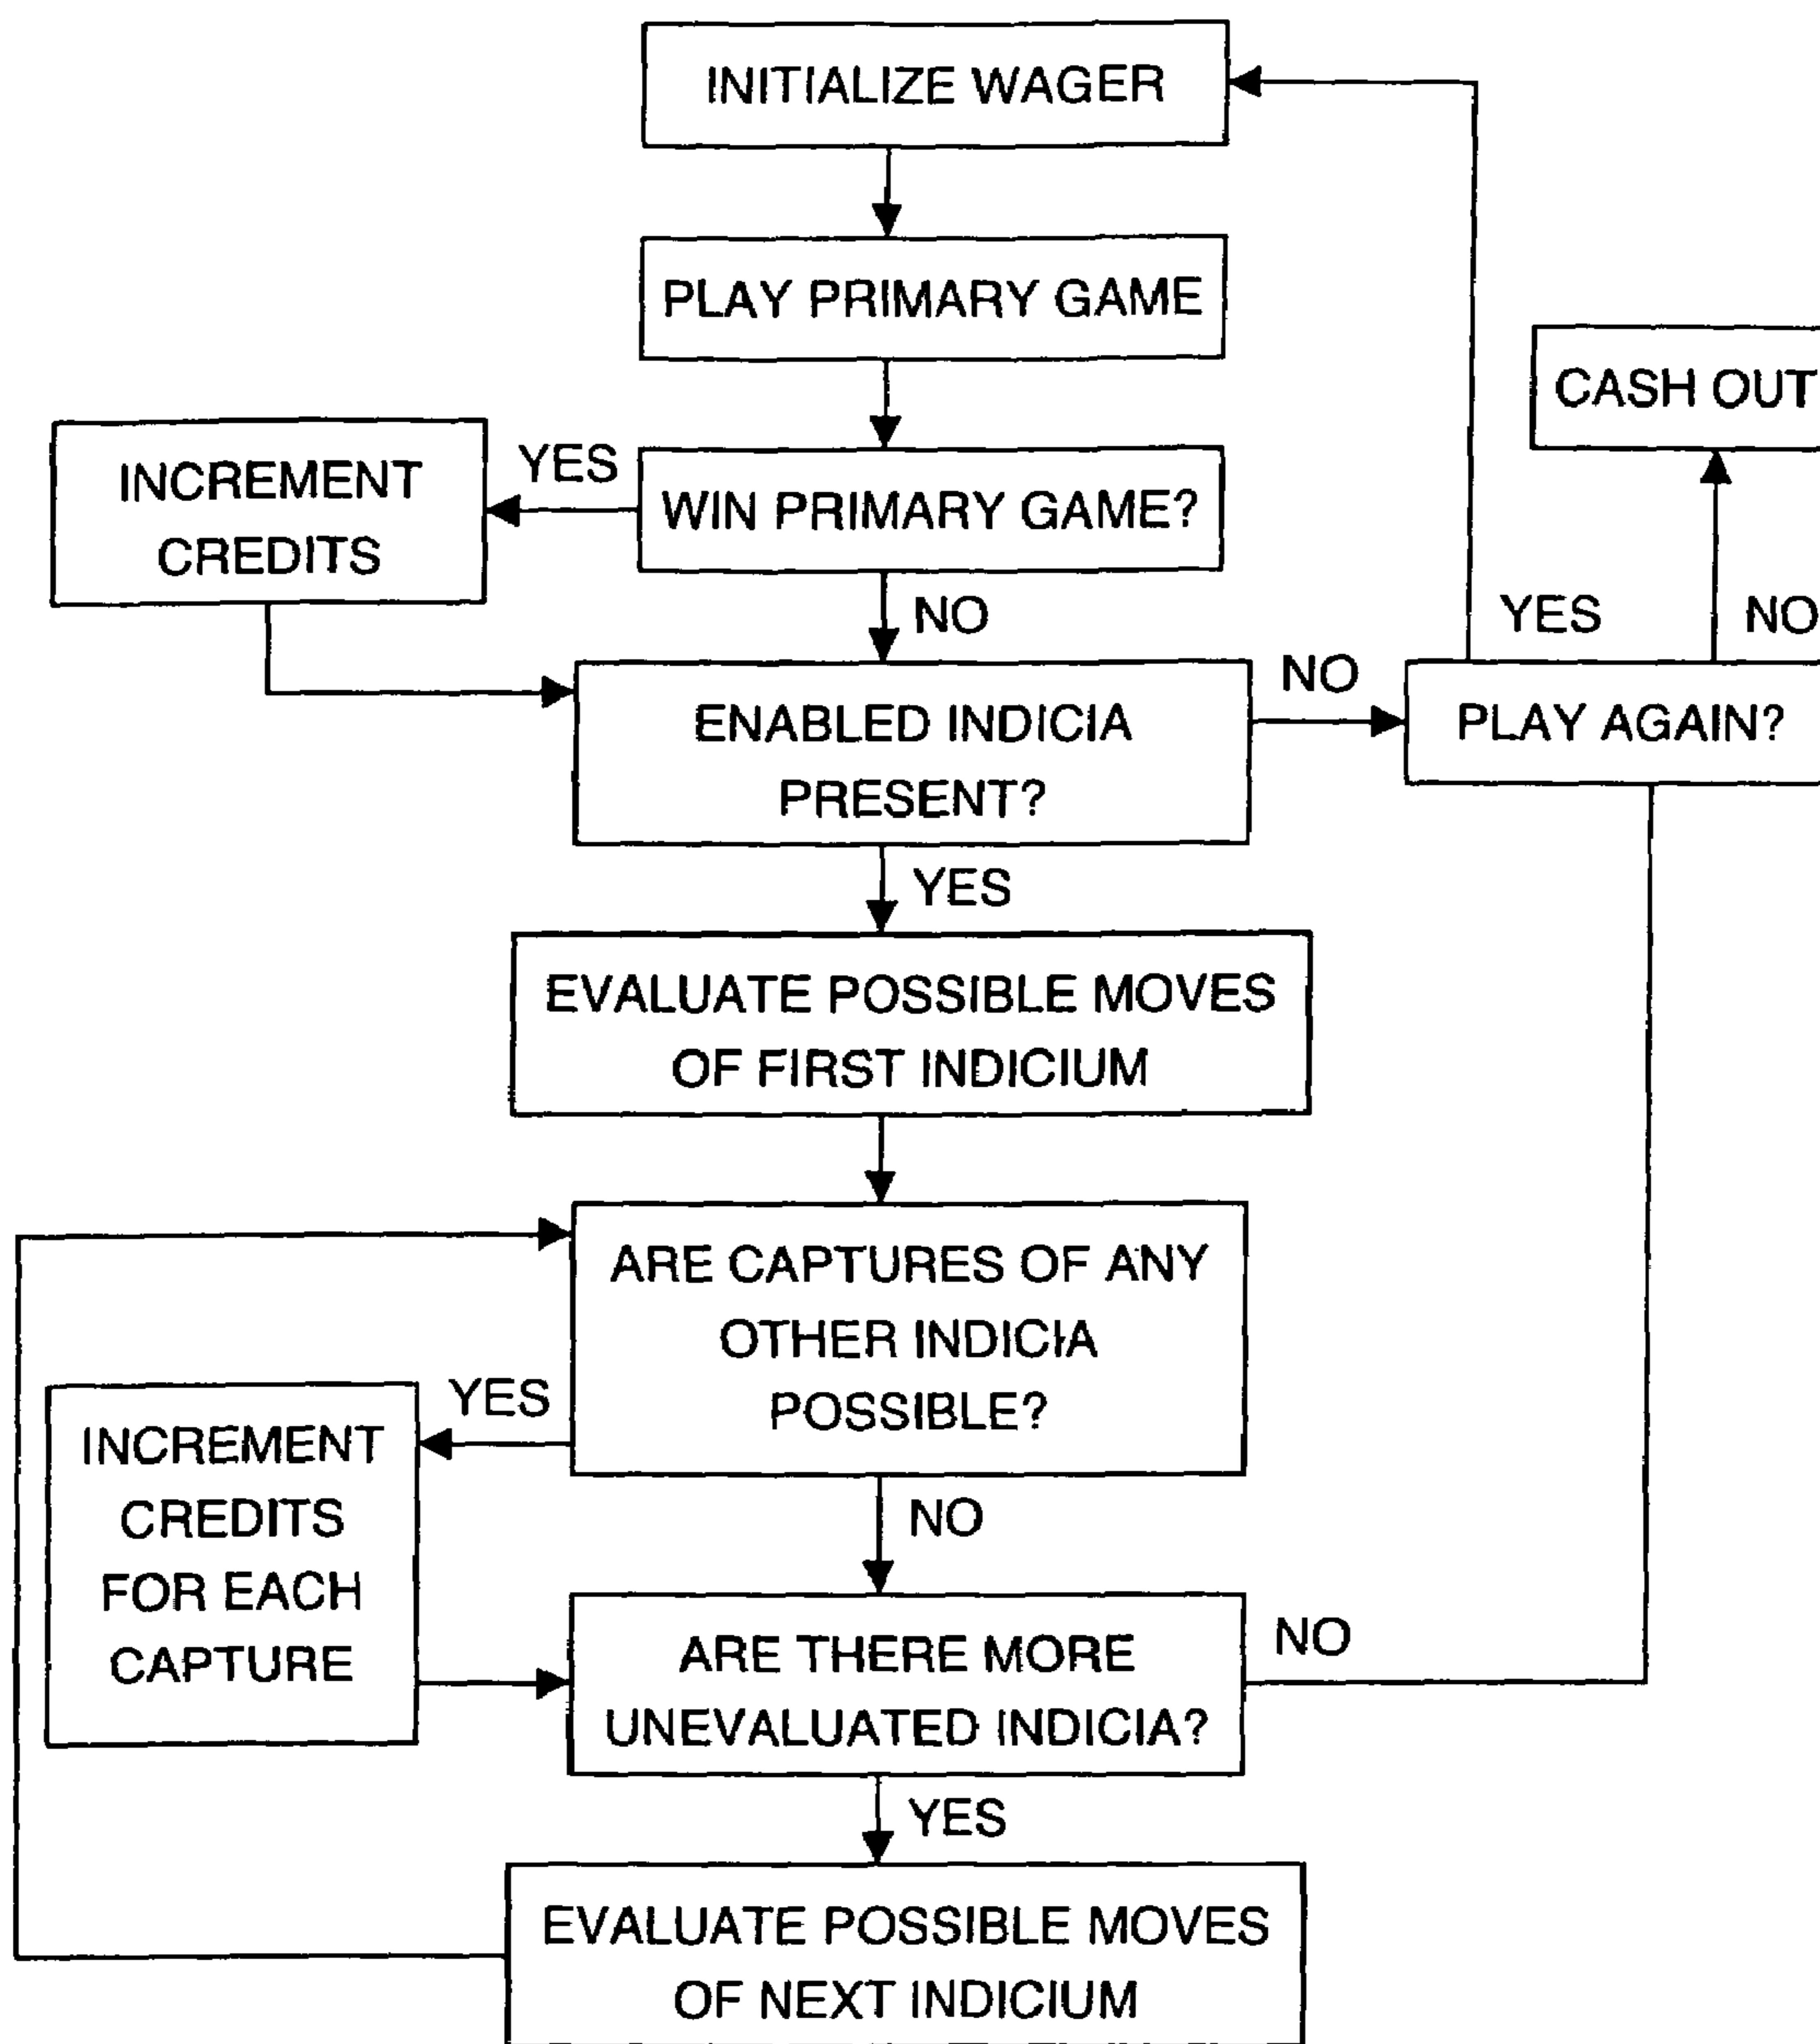 INITIALIZE WAGER
PLAY PRIMARY GAME
CASH OUT
INCREMENT
CREDITS
YES
WIN PRIMARY GAME?
NO
YES
NO
ENABLED INDICIA
PRESENT?
NO
PLAY AGAIN?
YES
EVALUATE POSSIBLE MOVES
OF FIRST INDICIUM
ARE CAPTURES OF ANY
OTHER INDICIA
POSSIBLE?
YES
INCREMENT
CREDITS
FOR EACH
CAPTURE
NO
ARE THERE MORE
UNEVALUATED INDICIA?
NO
YES
EVALUATE POSSIBLE MOVES
OF NEXT INDICIUM